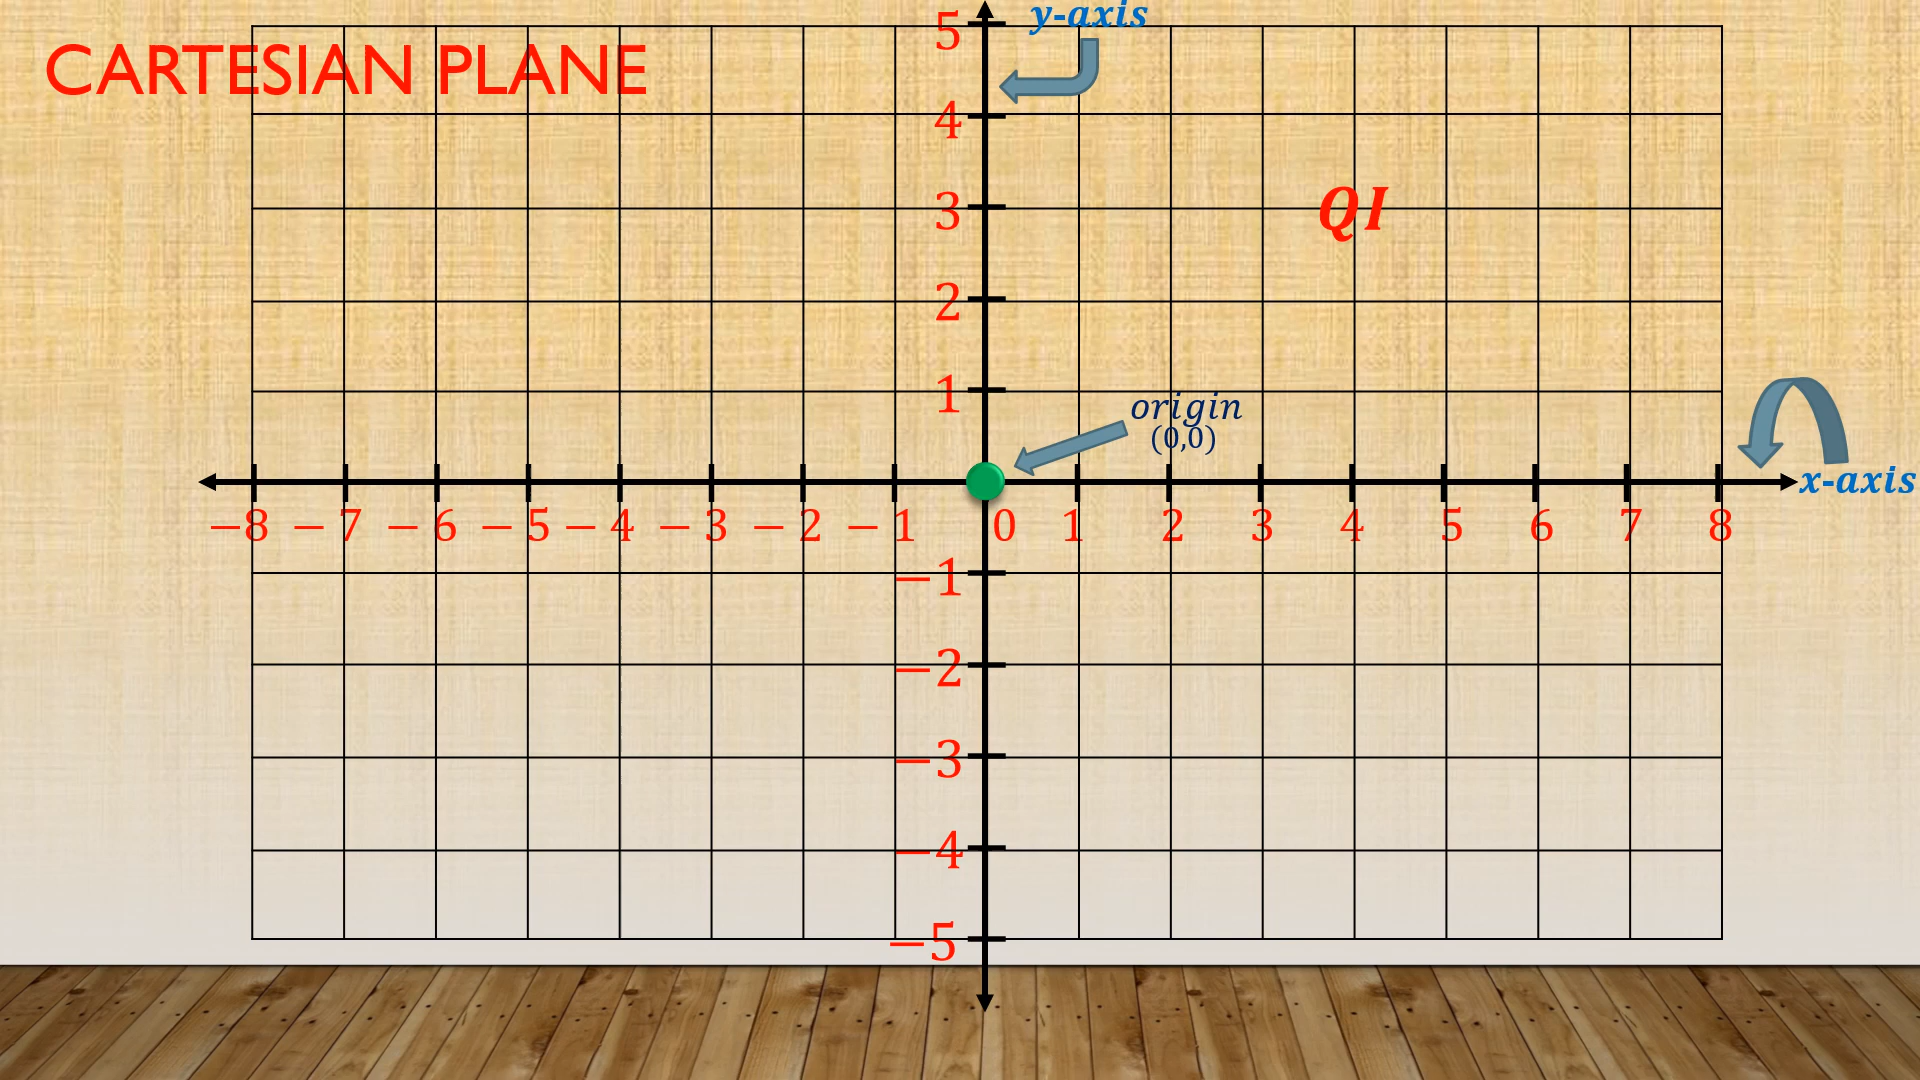 y-axis
CARTESIAN PLANE
5
4
3
QI
2
1
origin
(0,0)
x-axis
−8 −7 −6 −5 −4 −3 −2 −1 0 1 2 3 4 5 6 7 8
−1
−2
−3
−4
−5